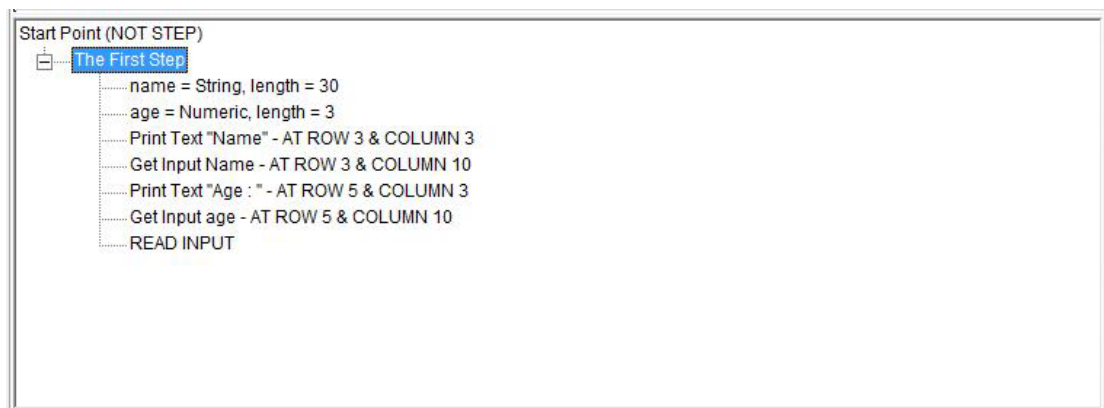 Start Point (NOT STEP)
The First Step
name = String, length = 30
age = Numeric, length = 3
Print Text "Name" - AT ROW 3 & COLUMN 3
Get Input Name - AT ROW 3 & COLUMN 10
Print Text "Age : " - AT ROW 5 & COLUMN 3
Get Input age - AT ROW 5 & COLUMN 10
READ INPUT